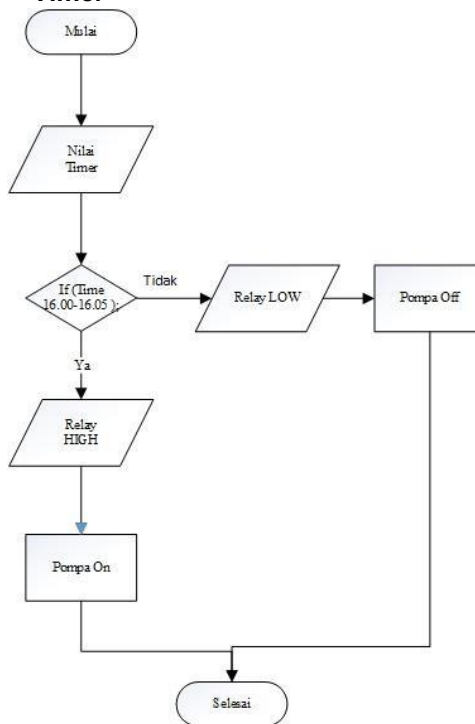 Timer
Mulai
Nilai
Timer
If (Time
16.00-16.05 );
Tidak
Relay LOW
Pompa Off
Ya
Relay
HIGH
Pompa On
Selesai